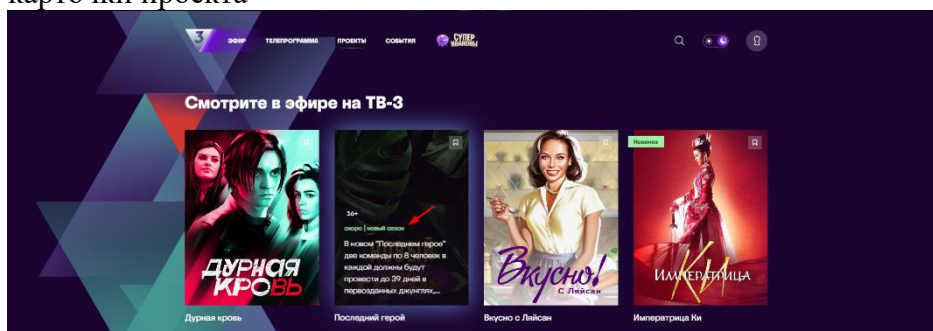 карточки проекта
3 ЭФИР ТЕЛЕПРОГРАММА ПРОЕКТЫ СОБЫТИЯ СУПЕР ИВАНОВЫ
Смотрите в эфире на ТВ-3
Новинка
16+
скоро | новый сезон
В новом "Последнем герое"
две команды по 8 человек в
каждой должны будут
провести до 39 дней в
первозданных джунглях,...
ДУРНАЯ
КРОВЬ
Вкусно!
С Ляйсан
ИМПЕРАТРИЦА
КИ
Дурная кровь
Последний герой
Вкусно с Ляйсан
Императрица Ки